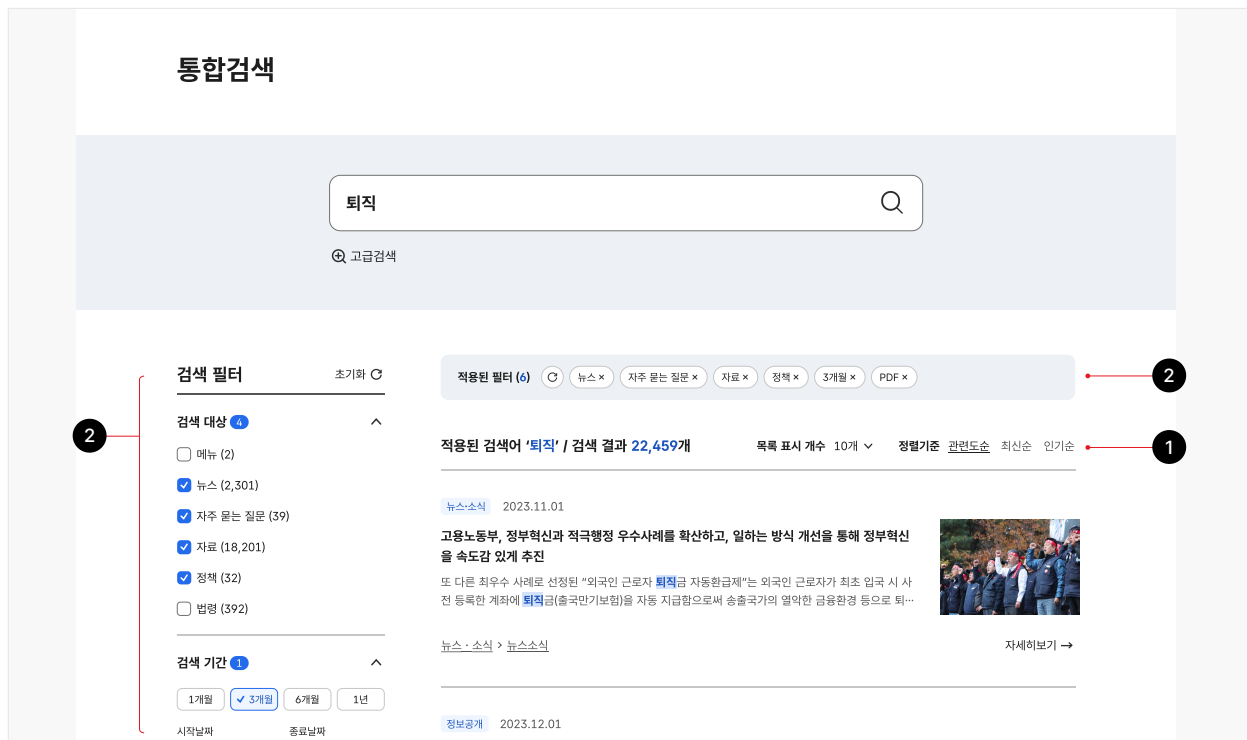 통합검색
퇴직
고급검색
검색 필터 초기화
2
검색 대상 4
메뉴 (2)
뉴스 (2,301)
자주 묻는 질문 (39)
자료 (18,201)
정책 (32)
법령 (392)
검색 기간 1
1개월 3개월 6개월 1년
시작날짜 종료날짜
적용된 필터 (6) 뉴스 × 자주 묻는 질문 × 자료 × 정책 × 3개월 × PDF ×
2
적용된 검색어 ‘퇴직’ / 검색 결과 22,459개 목록 표시 개수 10개 정렬기준 관련도순 최신순 인기순
1
뉴스·소식 2023.11.01
고용노동부, 정부혁신과 적극행정 우수사례를 확산하고, 일하는 방식 개선을 통해 정부혁신
을 속도감 있게 추진
또 다른 최우수 사례로 선정된 “외국인 근로자 퇴직금 자동환급제”는 외국인 근로자가 최초 입국 시 사
전 등록한 계좌에 퇴직금(출국만기보험)을 자동 지급함으로써 송출국가의 열악한 금융환경 등으로 퇴…
뉴스 · 소식 > 뉴스소식 자세히보기 →
정보공개 2023.12.01